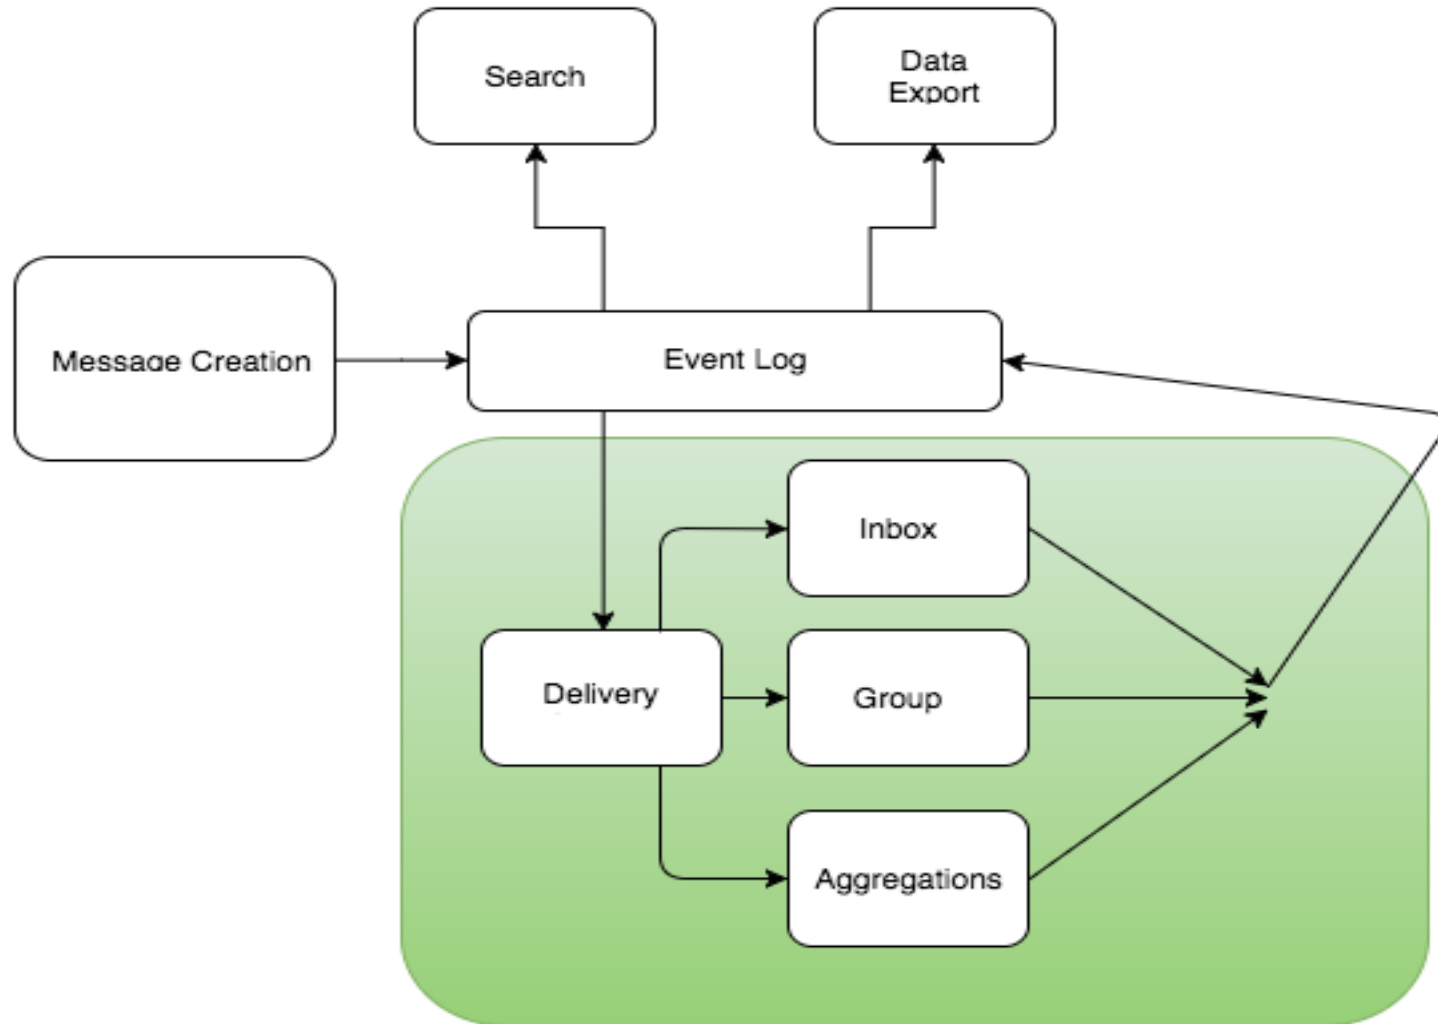 Search
Data
Export
Message Creation
Event Log
Inbox
Delivery
Group
Aggregations